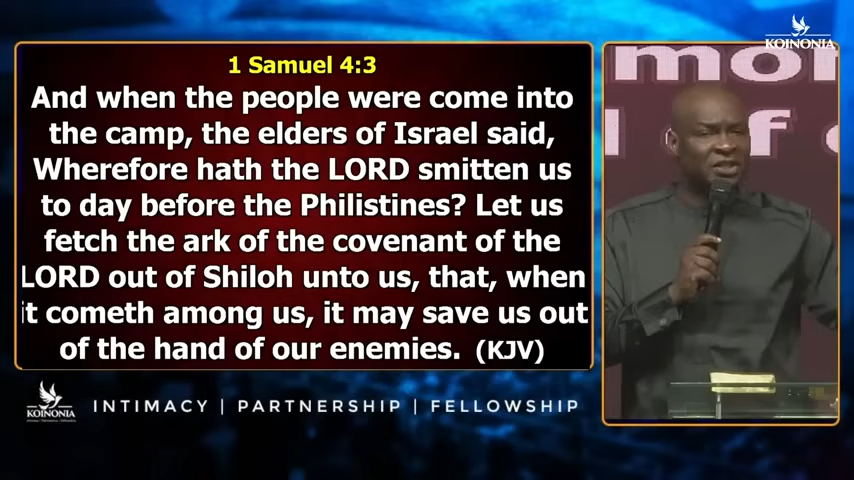 1 Samuel 4:3
And when the people were come into
the camp, the elders of Israel said,
Wherefore hath the LORD smitten us
to day before the Philistines? Let us
fetch the ark of the covenant of the
LORD out of Shiloh unto us, that, when
it cometh among us, it may save us out
of the hand of our enemies. (KJV)
KOINONIA
mon
l f
KOINONIA
INTIMACY | PARTNERSHIP | FELLOWSHIP